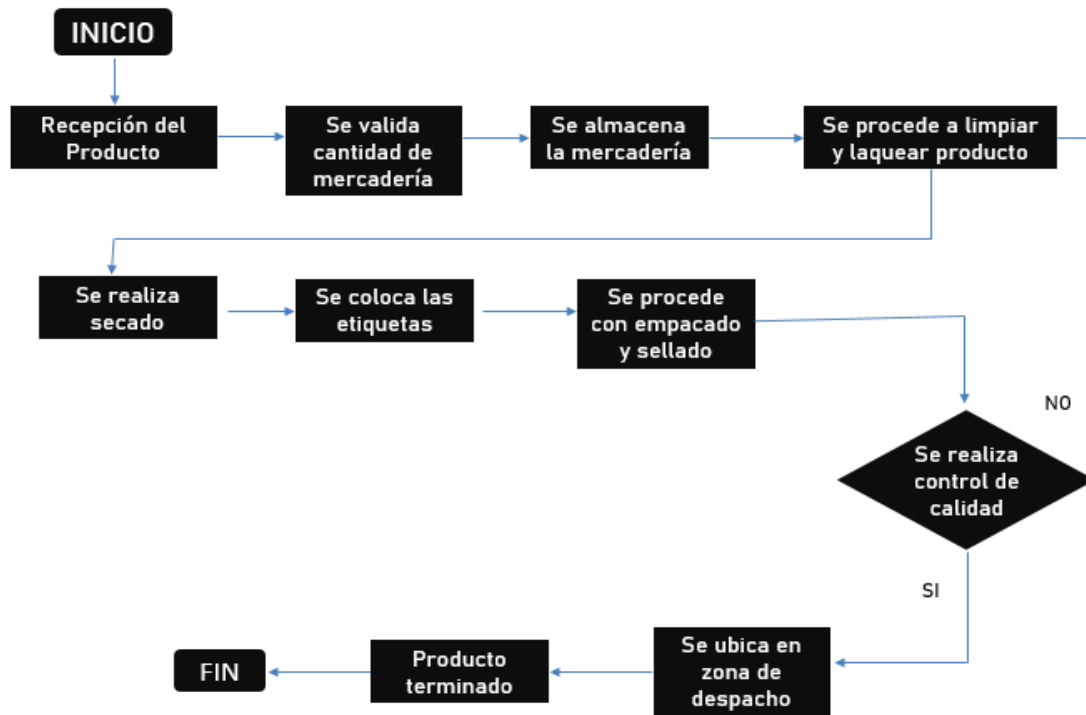 INICIO
Recepción del
Producto
Se valida
cantidad de
mercadería
Se almacena
la mercadería
Se procede a limpiar
y laquear producto
Se realiza
secado
Se coloca las
etiquetas
Se procede
con empacado
y sellado
NO
Se realiza
control de
calidad
SI
Se ubica en
zona de
despacho
Producto
terminado
FIN